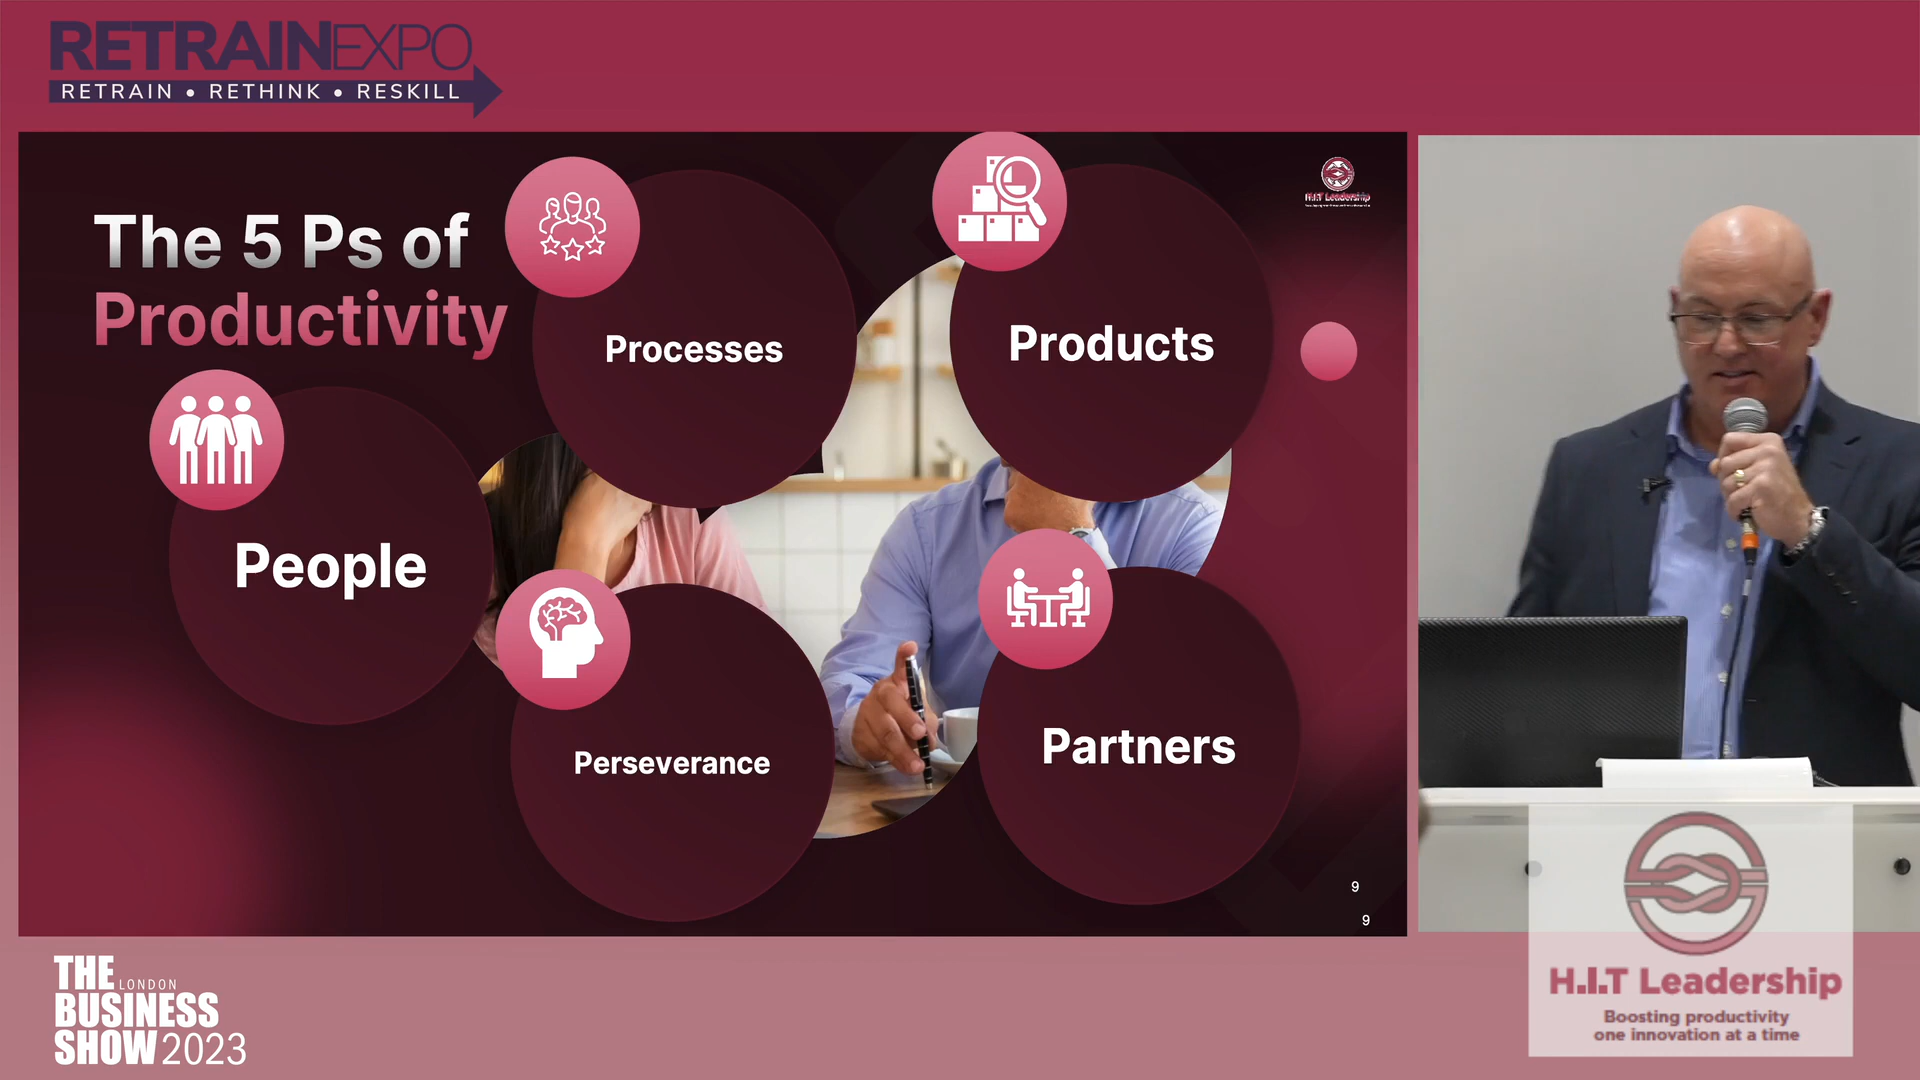 RETRAINEXPO
RETRAIN • RETHINK • RESKILL
The 5 Ps of
Productivity
Processes
Products
People
Perseverance
Partners
H.I.T Leadership
9
9
THE
LONDON
BUSINESS
SHOW 2023
H.I.T Leadership
Boosting productivity
one innovation at a time